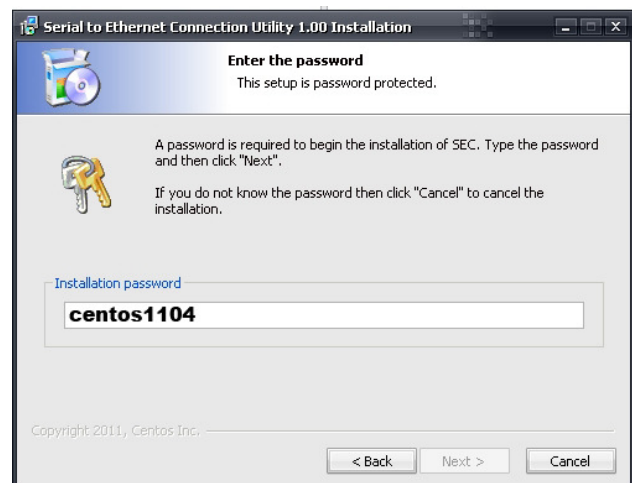 Serial to Ethernet Connection Utility 1.00 Installation
Enter the password
This setup is password protected.
A password is required to begin the installation of SEC. Type the password
and then click "Next".
If you do not know the password then click "Cancel" to cancel the
installation.
Installation password
centos1104
Copyright 2011, Centos Inc.
< Back
Next >
Cancel